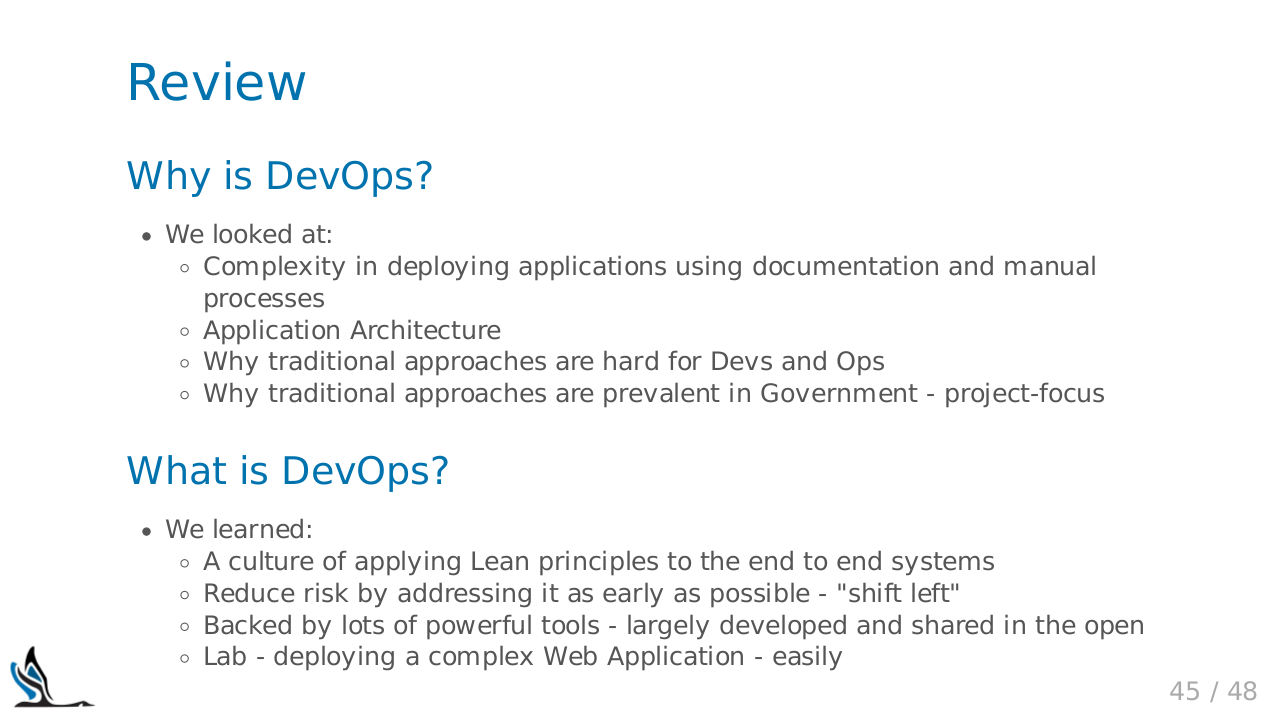 Review
Why is DevOps?
• We looked at:
◦ Complexity in deploying applications using documentation and manual
processes
◦ Application Architecture
◦ Why traditional approaches are hard for Devs and Ops
◦ Why traditional approaches are prevalent in Government - project-focus
What is DevOps?
• We learned:
◦ A culture of applying Lean principles to the end to end systems
◦ Reduce risk by addressing it as early as possible - "shift left"
◦ Backed by lots of powerful tools - largely developed and shared in the open
◦ Lab - deploying a complex Web Application - easily
45 / 48